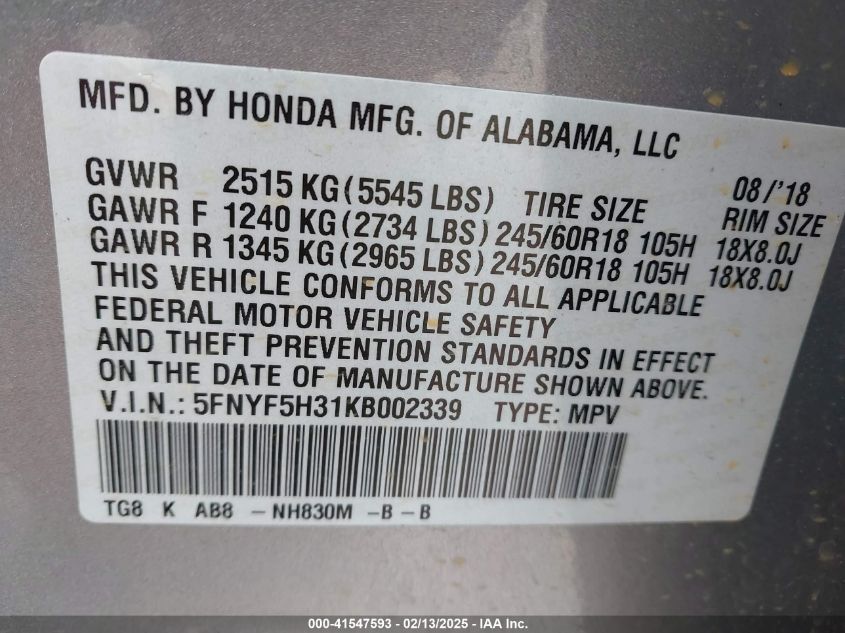 MFD. BY HONDA MFG. OF ALABAMA, LLC
08/'18
GVWR 2515 KG (5545 LBS) TIRE SIZE RIM SIZE
GAWR F 1240 KG (2734 LBS) 245/60R18 105H 18X8.0J
GAWR R 1345 KG (2965 LBS) 245/60R18 105H 18X8.0J
THIS VEHICLE CONFORMS TO ALL APPLICABLE
FEDERAL MOTOR VEHICLE SAFETY
AND THEFT PREVENTION STANDARDS IN EFFECT
ON THE DATE OF MANUFACTURE SHOWN ABOVE.
V.I.N.: 5FNYF5H31KB002339 TYPE: MPV
TG8 K AB8 - NH830M - B - B
000-41547593 - 02/13/2025 - IAA Inc.